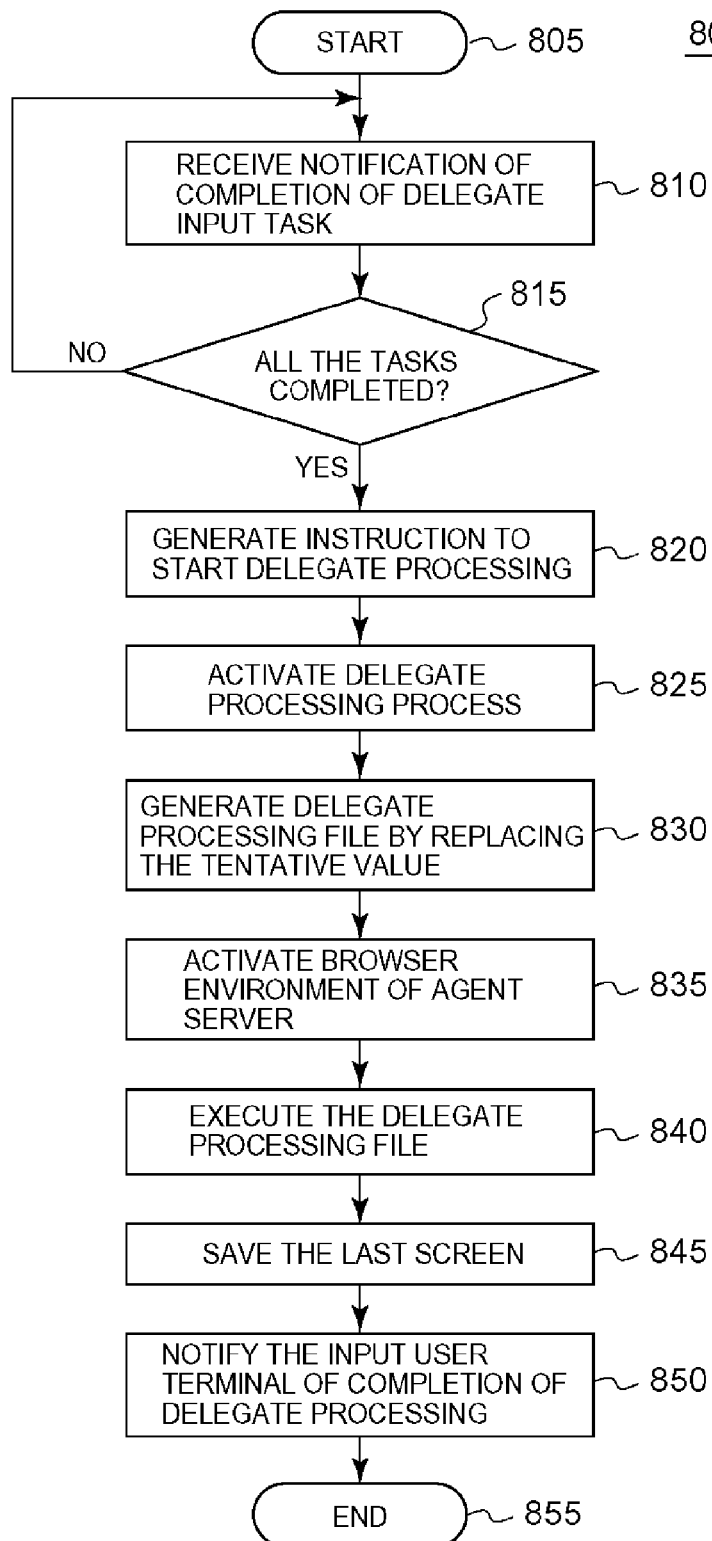 START
805
RECEIVE NOTIFICATION OF
COMPLETION OF DELEGATE
INPUT TASK
810
815
NO
ALL THE TASKS
COMPLETED?
YES
GENERATE INSTRUCTION TO
START DELEGATE PROCESSING
820
ACTIVATE DELEGATE
PROCESSING PROCESS
825
GENERATE DELEGATE
PROCESSING FILE BY REPLACING
THE TENTATIVE VALUE
830
ACTIVATE BROWSER
ENVIRONMENT OF AGENT
SERVER
835
EXECUTE THE DELEGATE
PROCESSING FILE
840
SAVE THE LAST SCREEN
845
NOTIFY THE INPUT USER
TERMINAL OF COMPLETION OF
DELEGATE PROCESSING
850
END
855